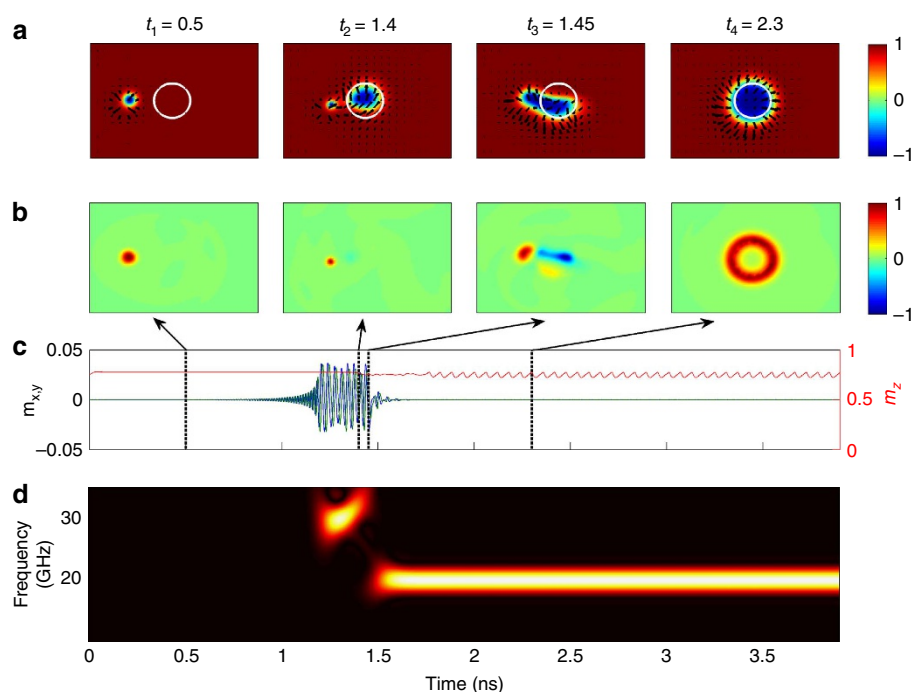 a
t₁ = 0.5 t₂ = 1.4 t₃ = 1.45 t₄ = 2.3
1
0
–1
b
1
0
–1
c
0.05 1
0 0.5
–0.05 0
m_x,y
m_z
d
30
20
Frequency
(GHz)
0 0.5 1 1.5 2 2.5 3 3.5
Time (ns)